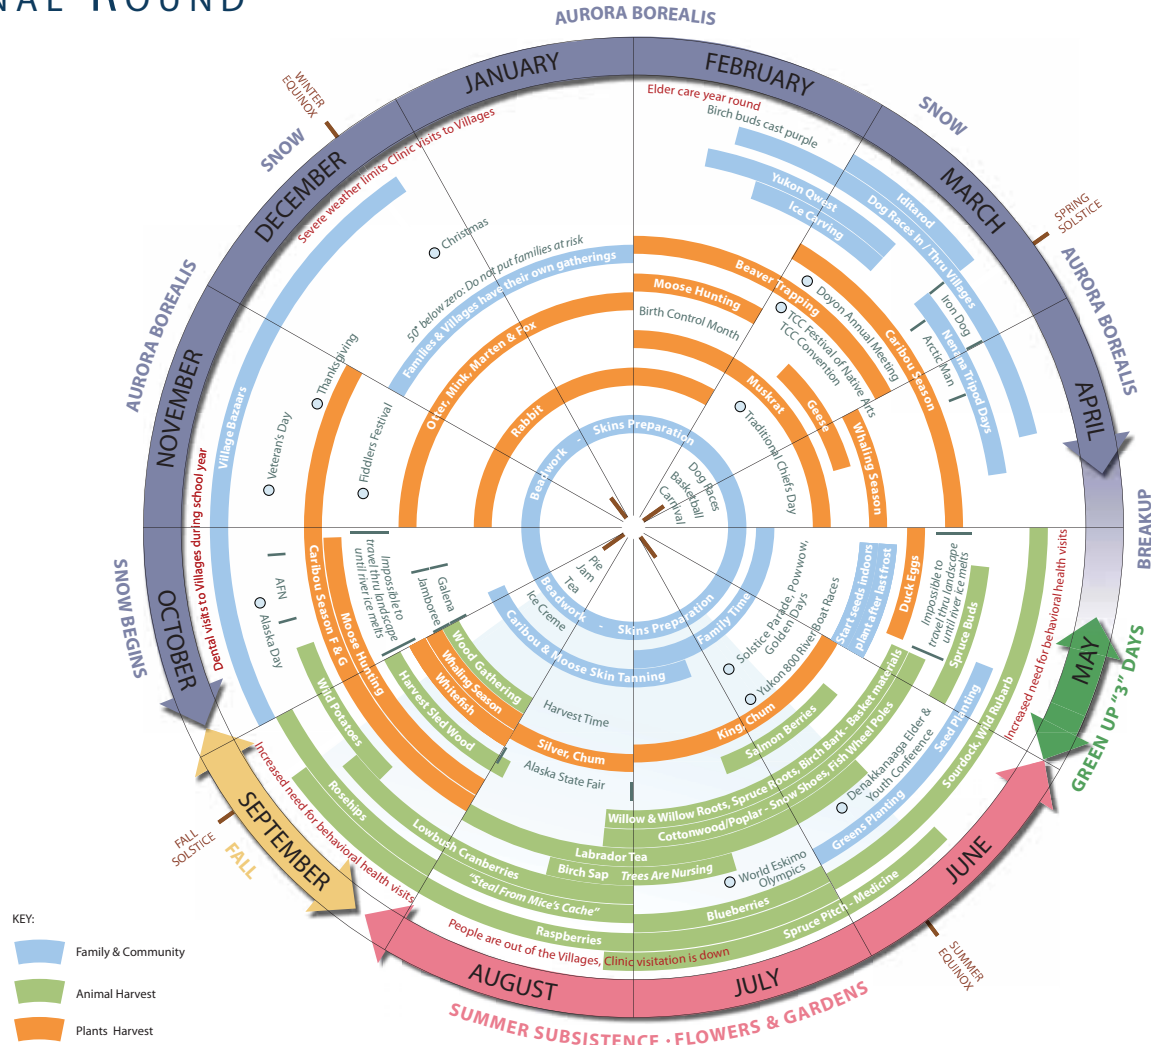 NAL ROUND
AURORA BOREALIS
JANUARY
FEBRUARY
SNOW
MARCH
SPRING
SOLSTICE
AURORA BOREALIS
APRIL
BREAKUP
MAY
GREEN UP "3" DAYS
JUNE
SUMMER
EQUINOX
JULY
SUMMER SUBSISTENCE · FLOWERS & GARDENS
AUGUST
SEPTEMBER
FALL
FALL
SOLSTICE
OCTOBER
SNOW BEGINS
NOVEMBER
AURORA BOREALIS
DECEMBER
SNOW
WINTER
EQUINOX
Severe weather limits Clinic visits to Villages
Christmas
50° below zero: Do not put families at risk
Families & Villages have their own gatherings
Otter, Mink, Marten & Fox
Rabbit
Beadwork - Skins Preparation
Elder care year round
Birch buds cast purple
Yukon Qwest
Ice Carving
Iditarod
Dog Races In / Thru Villages
Beaver Trapping
Moose Hunting
Birth Control Month
Doyon Annual Meeting
TCC Festival of Native Arts
TCC Convention
Caribou Season
Iron Dog
Arctic Man
Nenana Tripod Days
Muskrat
Geese
Whaling Season
Traditional Chiefs Day
Dog Races
Basketball
Carnival
Village Bazaars
Thanksgiving
Veteran's Day
Fiddlers Festival
Dental visit to Villages during school year
AFN
Alaska Day
Caribou Season F & G
Moose Hunting
Impossible to
travel thru landscape
until river ice melts
Galena
Jamboree
Pie
Jam
Tea
Ice Creme
Beadwork - Skins Preparation
Family Time
Caribou & Moose Skin Tanning
Wood Gathering
Whaling Season
Whitefish
Harvest Sled Wood
Harvest Time
Silver, Chum
Alaska State Fair
Wild Potatoes
Rosehips
Lowbush Cranberries
"Steal From Mice's Cache"
Raspberries
Increased need for behavioral health visits
People are out of the Villages, Clinic visitation is down
Labrador Tea
Birch Sap
Trees Are Nursing
Willow & Willow Roots, Spruce Roots, Birch Bark - Basket materials
Cottonwood/Poplar - Snow Shoes, Fish Wheel Poles
World Eskimo
Olympics
Blueberries
Spruce Pitch - Medicine
King, Chum
Salmon Berries
Solstice Parade, Powwow,
Golden Days
Yukon 800 River Boat Races
Start seeds indoors
plant after last frost
Duck Eggs
Impossible to
travel thru landscape
until river ice melts
Spruce Buds
Seed Planting
Greens Planting
Denakkanaaga Elder &
Youth Conference
Sourdock, Wild Rubarb
Increased need for behavioral health visits
KEY:
Family & Community
Animal Harvest
Plants Harvest